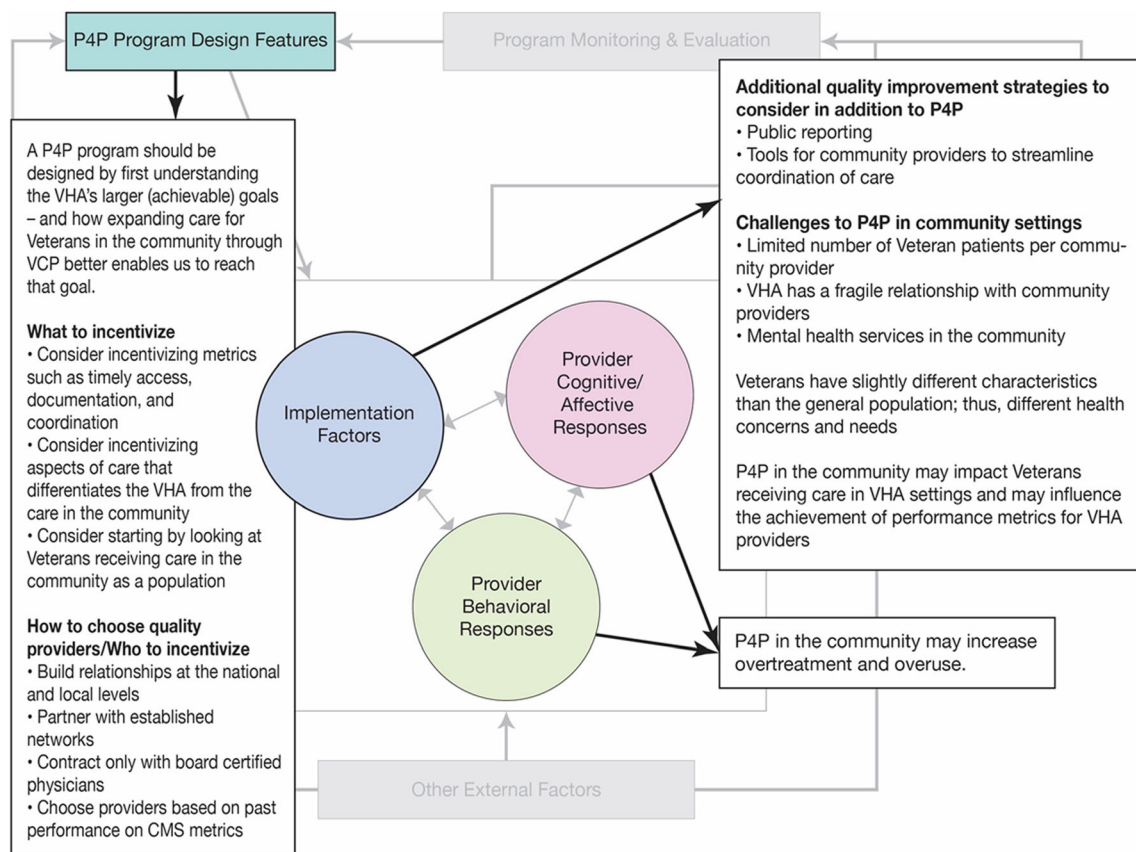 P4P Program Design Features
Program Monitoring & Evaluation
A P4P program should be
designed by first understanding
the VHA's larger (achievable) goals
– and how expanding care for
Veterans in the community through
VCP better enables us to reach
that goal.
What to incentivize
• Consider incentivizing metrics
such as timely access,
documentation, and
coordination
• Consider incentivizing
aspects of care that
differentiates the VHA from the
care in the community
• Consider starting by looking at
Veterans receiving care in the
community as a population
How to choose quality
providers/Who to incentivize
• Build relationships at the national
and local levels
• Partner with established
networks
• Contract only with board certified
physicians
• Choose providers based on past
performance on CMS metrics
Implementation
Factors
Provider
Cognitive/
Affective
Responses
Provider
Behavioral
Responses
Additional quality improvement strategies to
consider in addition to P4P
• Public reporting
• Tools for community providers to streamline
coordination of care
Challenges to P4P in community settings
• Limited number of Veteran patients per commu-
nity provider
• VHA has a fragile relationship with community
providers
• Mental health services in the community
Veterans have slightly different characteristics
than the general population; thus, different health
concerns and needs
P4P in the community may impact Veterans
receiving care in VHA settings and may influence
the achievement of performance metrics for VHA
providers
P4P in the community may increase
overtreatment and overuse.
Other External Factors